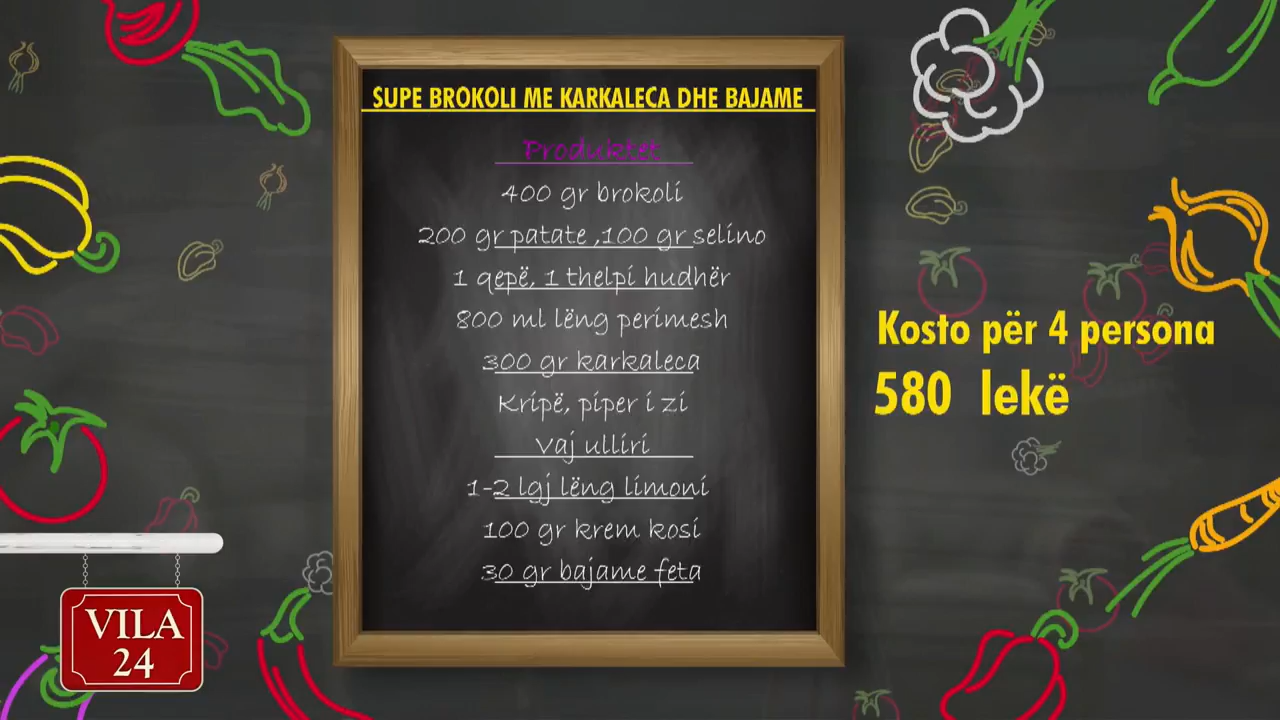 SUPE BROKOLI ME KARKALECA DHE BAJAME
Produktet
400 gr brokoli
200 gr patate ,100 gr selino
1 qepë, 1 thelpi hudhër
800 ml lëng perimesh
300 gr karkaleca
Kripë, piper i zi
Vaj ulliri
1-2 lgj lëng limoni
100 gr krem kosi
30 gr bajame feta
Kosto për 4 persona
580 lekë
VILA
24